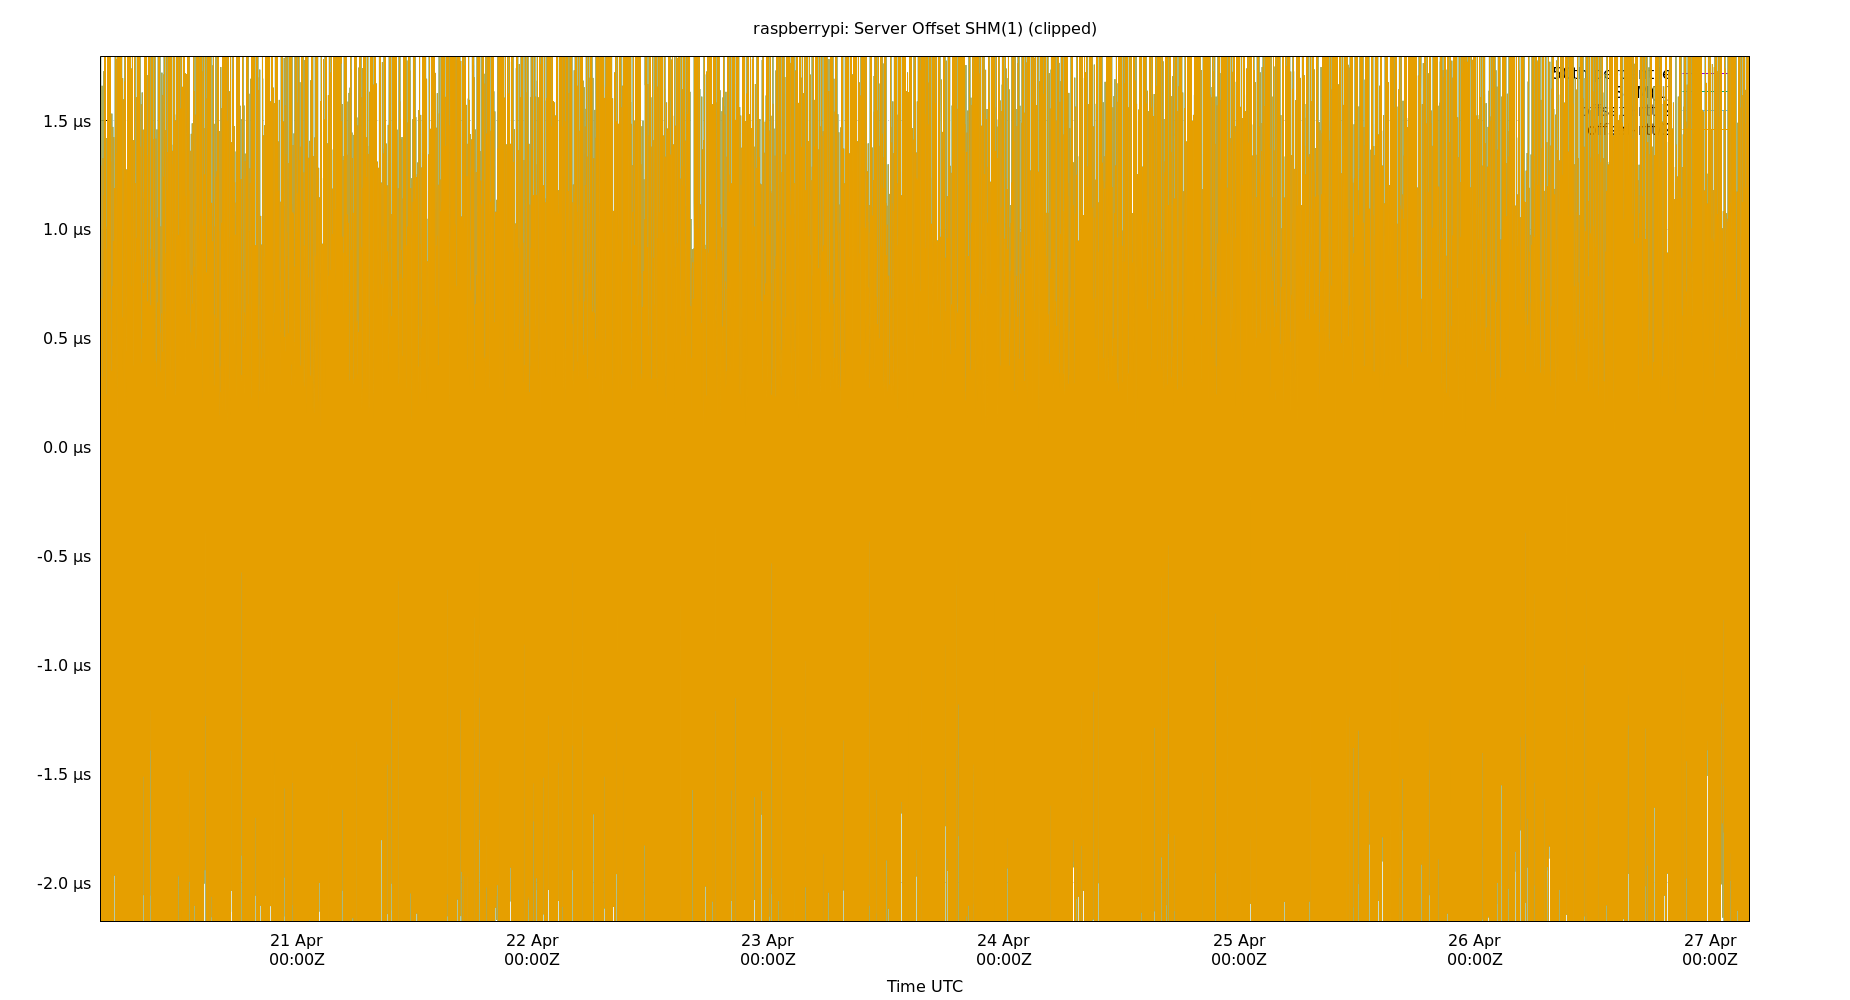 raspberrypi: Server Offset SHM(1) (clipped)
1.5 µs
1.0 µs
0.5 µs
0.0 µs
-0.5 µs
-1.0 µs
-1.5 µs
-2.0 µs
21 Apr 22 Apr 23 Apr 24 Apr 25 Apr 26 Apr 27 Apr
00:00Z 00:00Z 00:00Z 00:00Z 00:00Z 00:00Z 00:00Z
Time UTC